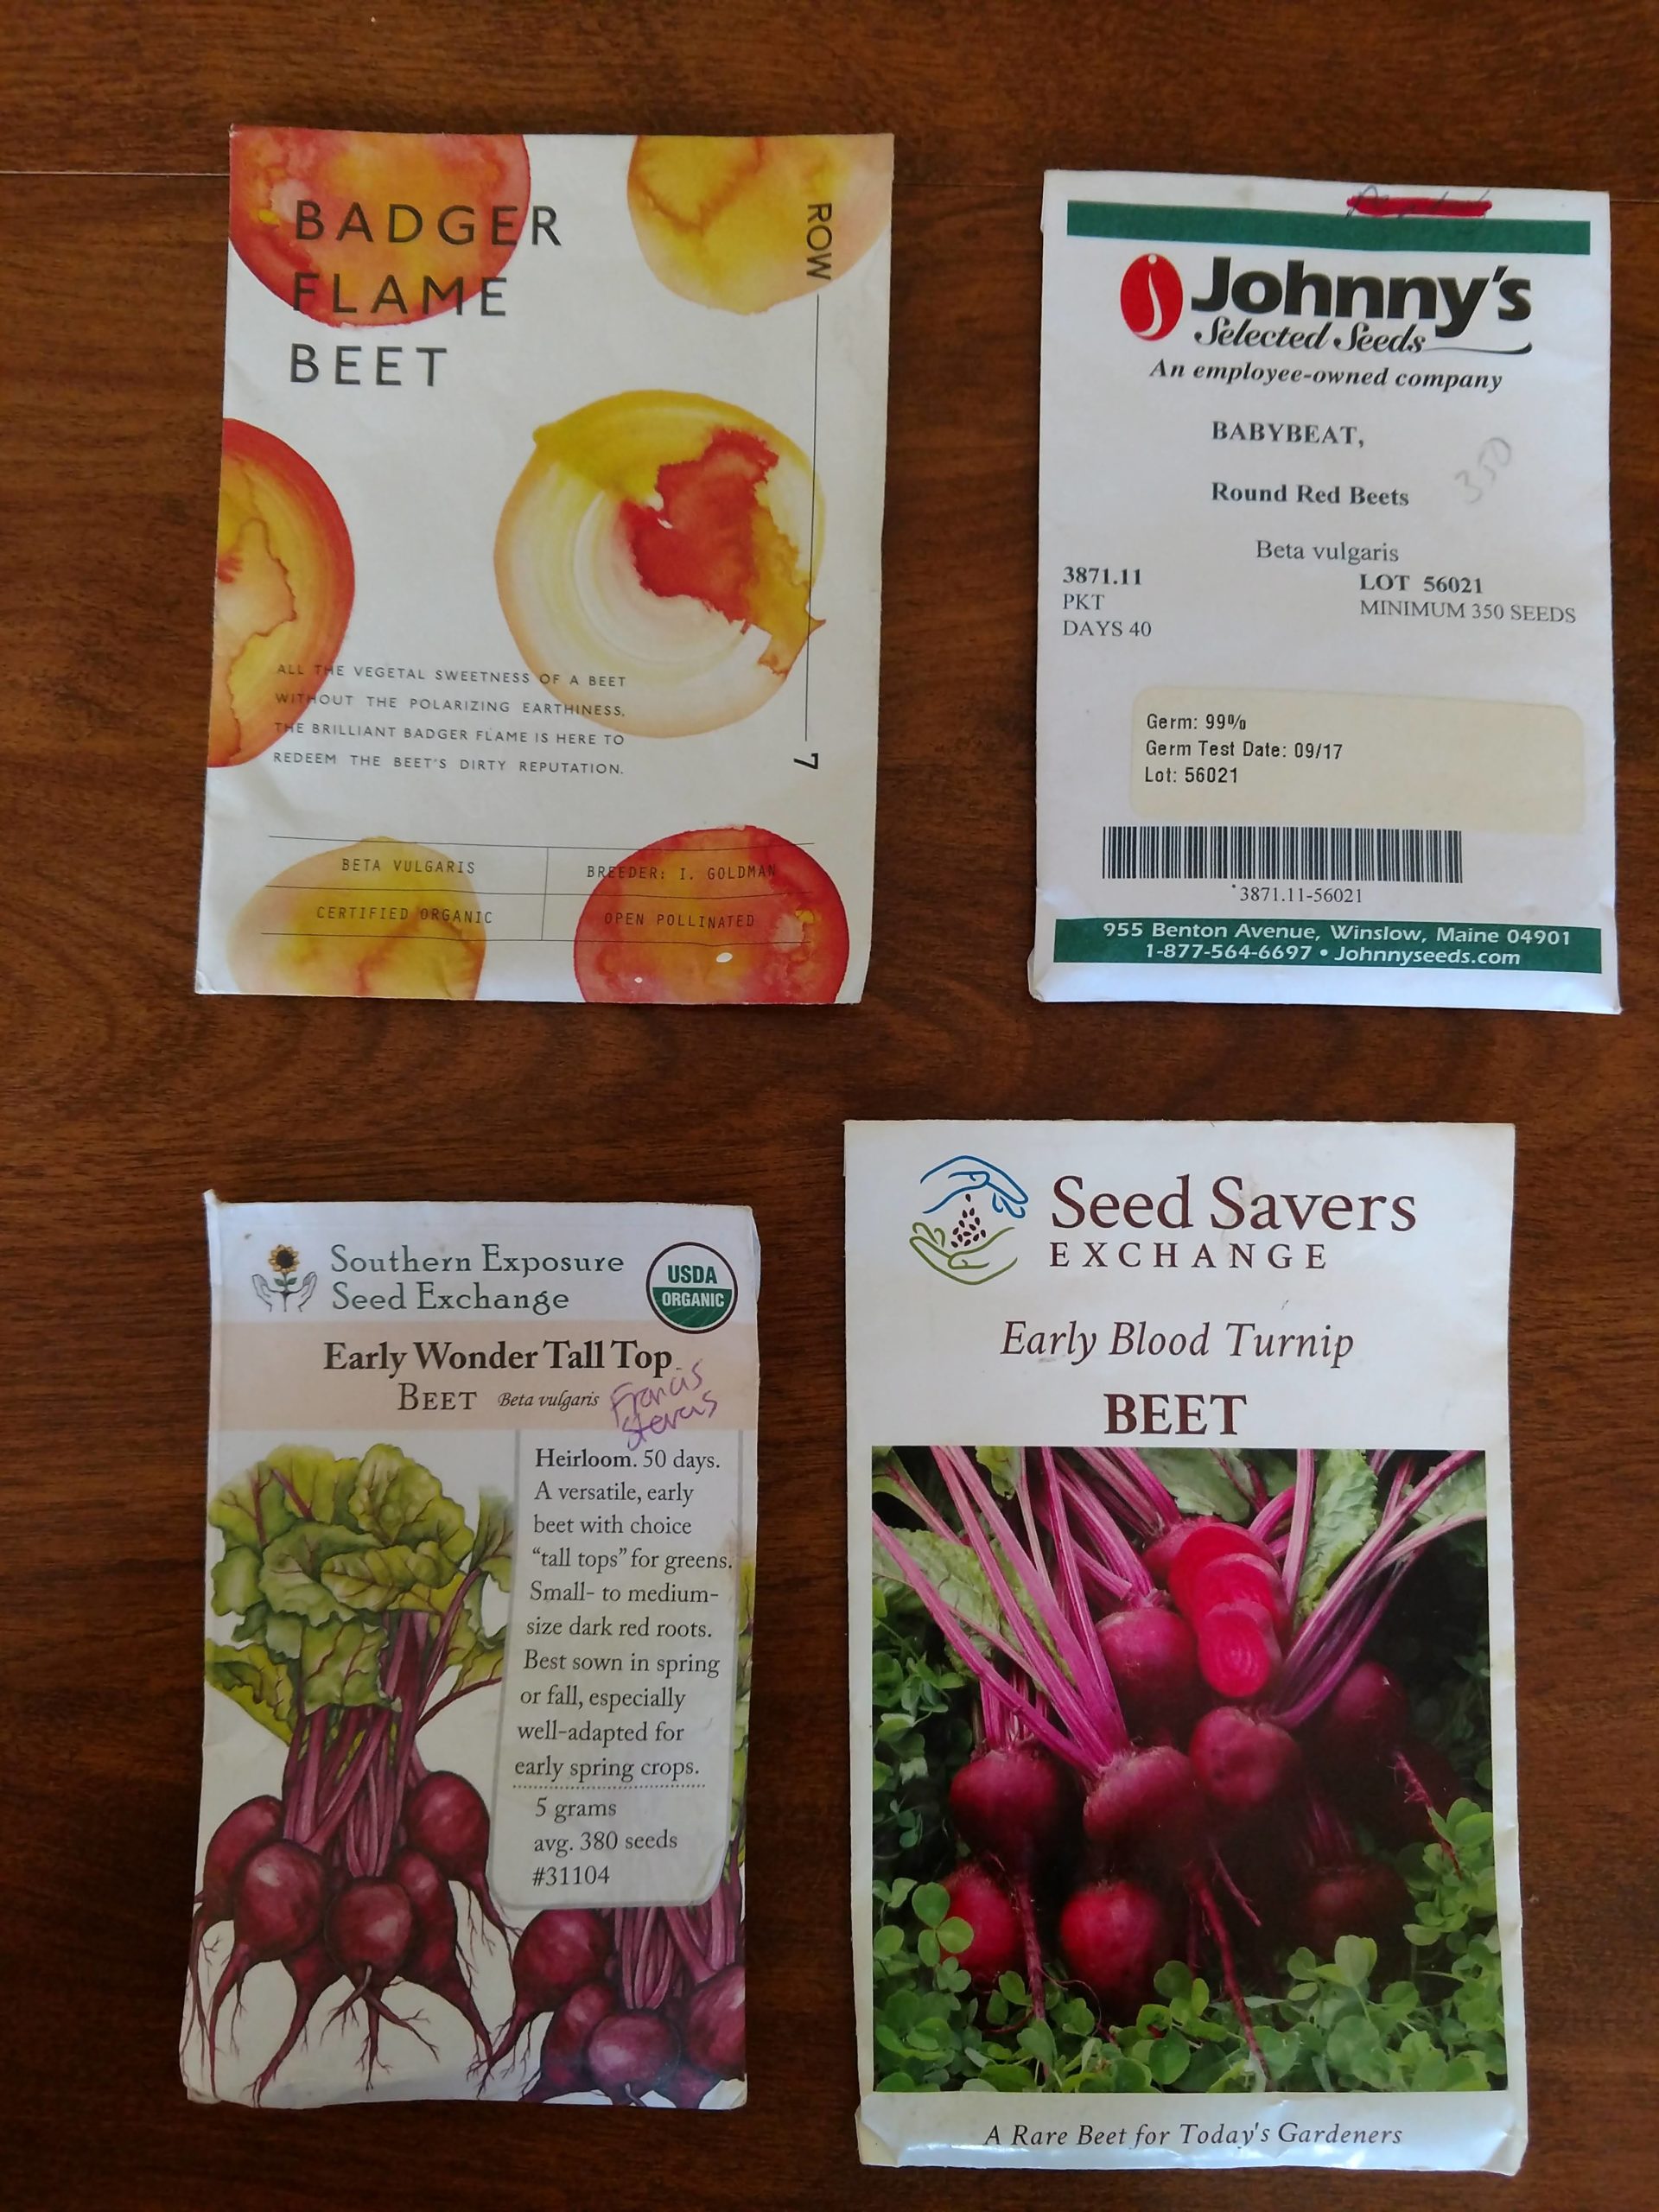 BADGER
FLAME
BEET
ROW
7
ALL THE VEGETAL SWEETNESS OF A BEET
WITHOUT THE POLARIZING EARTHINESS,
THE BRILLIANT BADGER FLAME IS HERE TO
REDEEM THE BEET'S DIRTY REPUTATION.
BETA VULGARIS
BREEDER: I. GOLDMAN
CERTIFIED ORGANIC
OPEN POLLINATED
Johnny's
Selected Seeds
An employee-owned company
BABYBEAT,
350
Round Red Beets
Beta vulgaris
3871.11
LOT 56021
PKT
MINIMUM 350 SEEDS
DAYS 40
Germ: 99%
Germ Test Date: 09/17
Lot: 56021
*3871.11-56021
955 Benton Avenue, Winslow, Maine 04901
1-877-564-6697 • Johnnyseeds.com
Southern Exposure
Seed Exchange
USDA
ORGANIC
Early Wonder Tall Top
BEET Beta vulgaris
Francis
Stevens
Heirloom. 50 days.
A versatile, early
beet with choice
“tall tops” for greens.
Small- to medium-
size dark red roots.
Best sown in spring
or fall, especially
well-adapted for
early spring crops.
5 grams
avg. 380 seeds
#31104
Seed Savers
EXCHANGE
Early Blood Turnip
BEET
A Rare Beet for Today's Gardeners